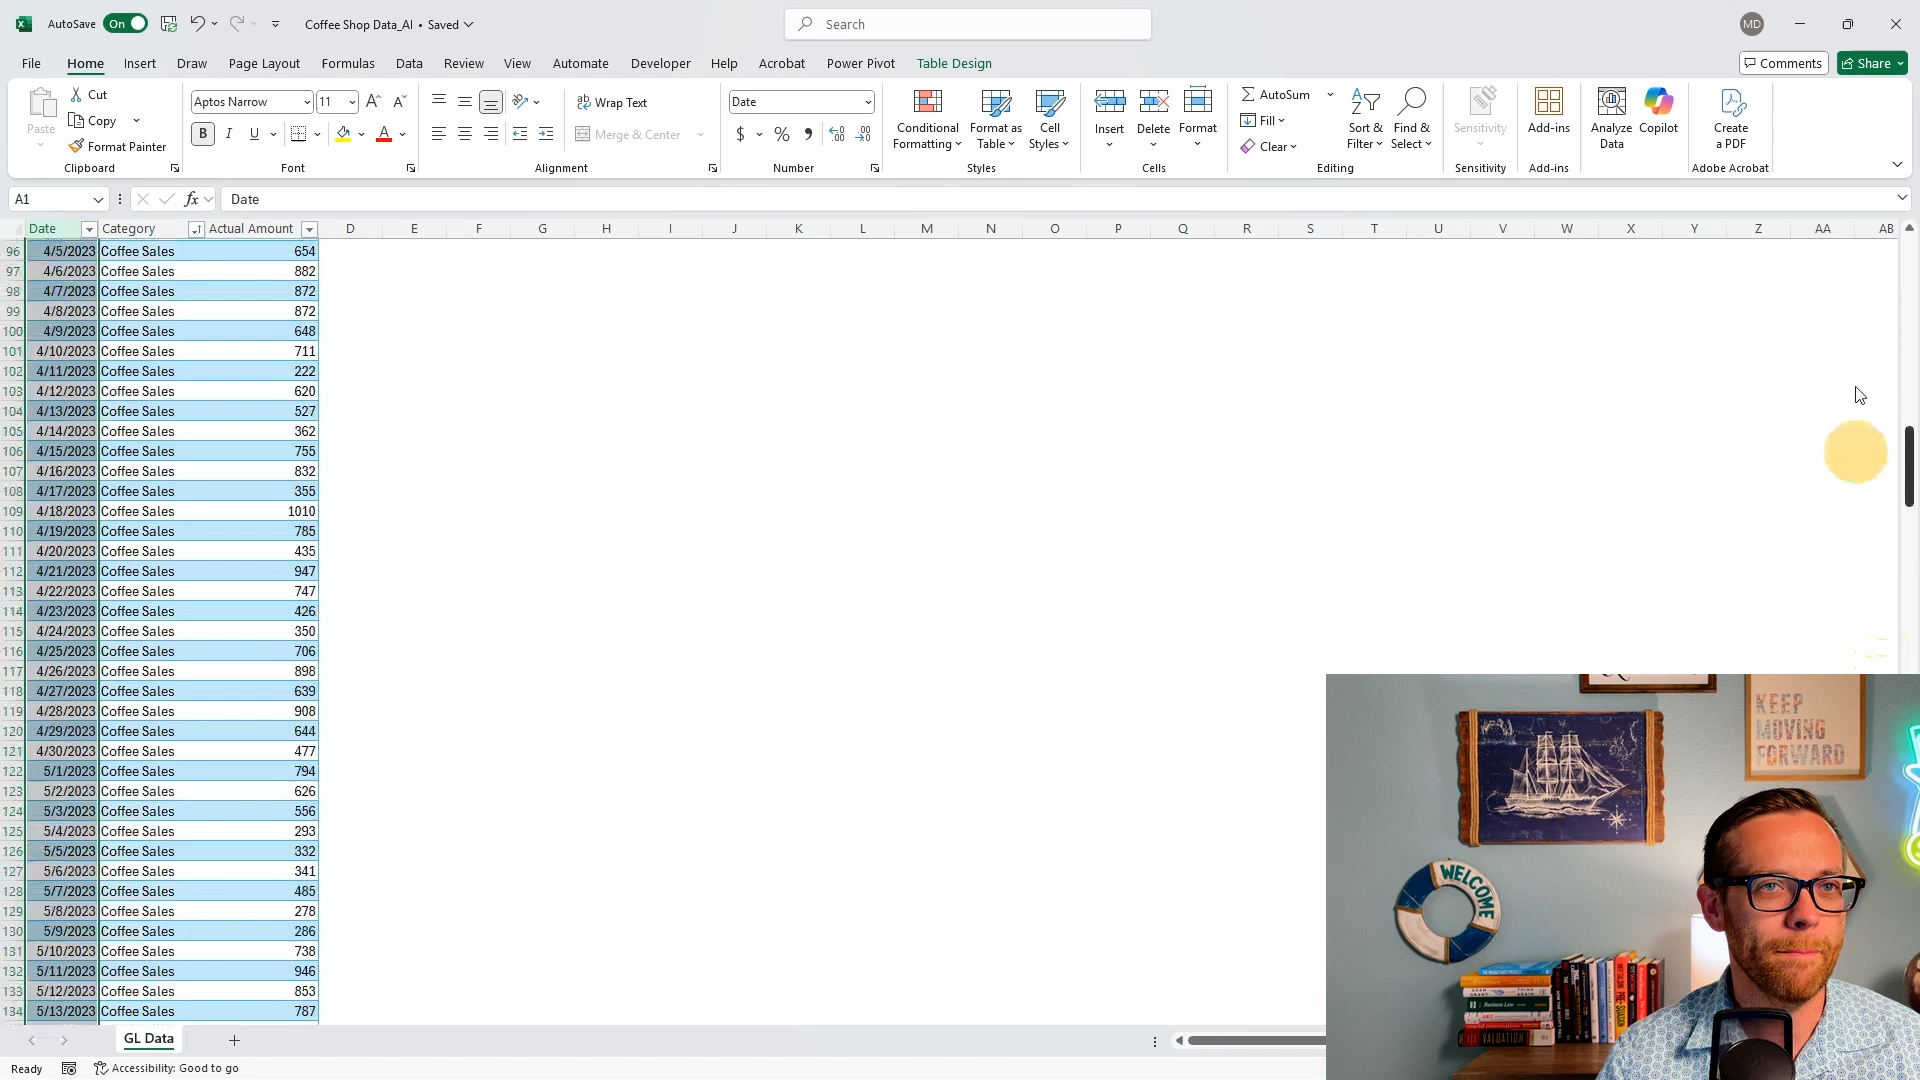 AutoSave On Coffee Shop Data_AI • Saved Search MD
File Home Insert Draw Page Layout Formulas Data Review View Automate Developer Help Acrobat Power Pivot Table Design Comments Share
Paste Cut Copy Format Painter Clipboard
Aptos Narrow 11 B I U Font
Wrap Text Merge & Center Alignment
Date $ % Number
Conditional Formatting Format as Table Cell Styles Styles
Insert Delete Format Cells
AutoSum Fill Clear Sort & Filter Find & Select Editing
Sensitivity Sensitivity
Add-ins Add-ins
Analyze Data Copilot
Create a PDF Adobe Acrobat
A1 fx Date
Date Category Actual Amount D E F G H I J K L M N O P Q R S T U V W X Y Z AA AB
96 4/5/2023 Coffee Sales 654
97 4/6/2023 Coffee Sales 882
98 4/7/2023 Coffee Sales 872
99 4/8/2023 Coffee Sales 872
100 4/9/2023 Coffee Sales 648
101 4/10/2023 Coffee Sales 711
102 4/11/2023 Coffee Sales 222
103 4/12/2023 Coffee Sales 620
104 4/13/2023 Coffee Sales 527
105 4/14/2023 Coffee Sales 362
106 4/15/2023 Coffee Sales 755
107 4/16/2023 Coffee Sales 832
108 4/17/2023 Coffee Sales 355
109 4/18/2023 Coffee Sales 1010
110 4/19/2023 Coffee Sales 785
111 4/20/2023 Coffee Sales 435
112 4/21/2023 Coffee Sales 947
113 4/22/2023 Coffee Sales 747
114 4/23/2023 Coffee Sales 426
115 4/24/2023 Coffee Sales 350
116 4/25/2023 Coffee Sales 706
117 4/26/2023 Coffee Sales 898
118 4/27/2023 Coffee Sales 639
119 4/28/2023 Coffee Sales 908
120 4/29/2023 Coffee Sales 644
121 4/30/2023 Coffee Sales 477
122 5/1/2023 Coffee Sales 794
123 5/2/2023 Coffee Sales 626
124 5/3/2023 Coffee Sales 556
125 5/4/2023 Coffee Sales 293
126 5/5/2023 Coffee Sales 332
127 5/6/2023 Coffee Sales 341
128 5/7/2023 Coffee Sales 485
129 5/8/2023 Coffee Sales 278
130 5/9/2023 Coffee Sales 286
131 5/10/2023 Coffee Sales 738
132 5/11/2023 Coffee Sales 946
133 5/12/2023 Coffee Sales 853
134 5/13/2023 Coffee Sales 787
GL Data
Ready Accessibility: Good to go
KEEP
MOVING
FORWARD
WELCOME
THINK AGAIN
Business Law
GRIT
VALUATION